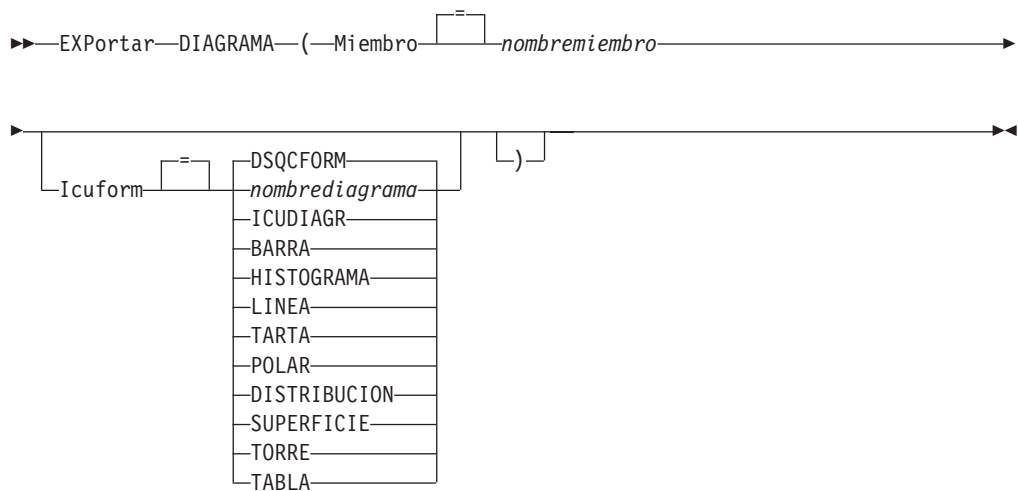 =
EXPortar DIAGRAMA ( Miembro nombremiembro
= DSQCFORM )
Icuform nombrediagrama
ICUDIAGR
BARRA
HISTOGRAMA
LINEA
TARTA
POLAR
DISTRIBUCION
SUPERFICIE
TORRE
TABLA